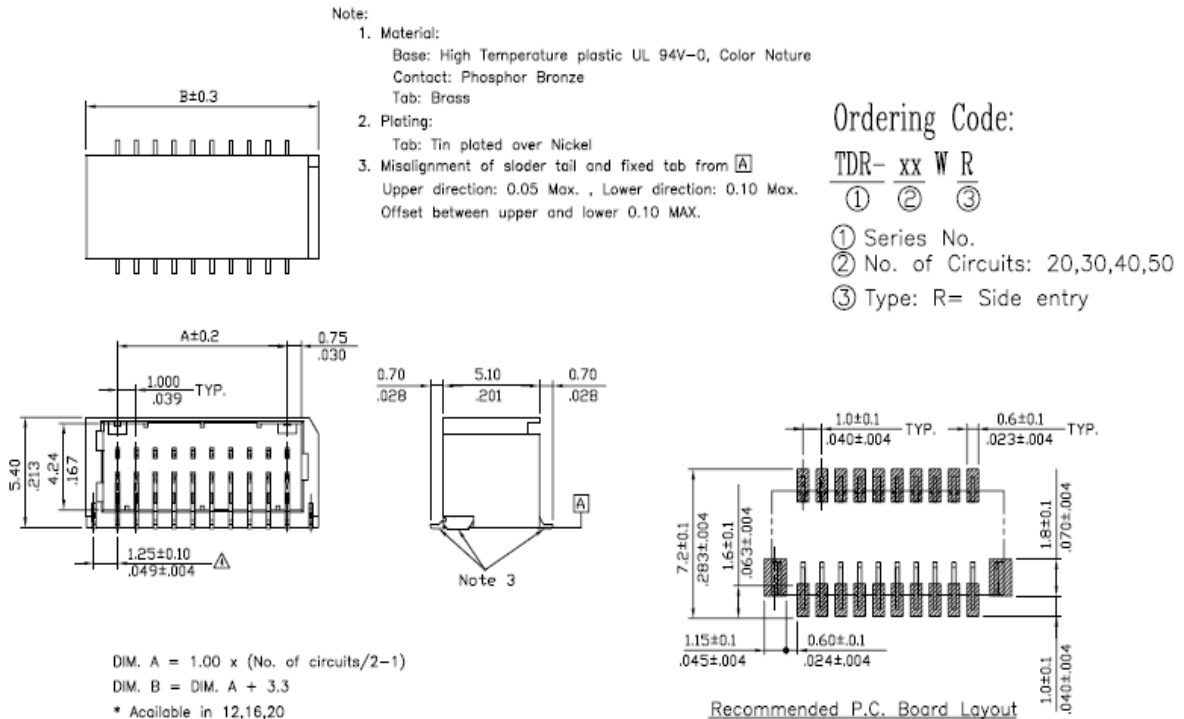 Note:
1. Material:
Base: High Temperature plastic UL 94V-0, Color Nature
Contact: Phosphor Bronze
Tab: Brass
2. Plating:
Tab: Tin plated over Nickel
3. Misalignment of sloder tail and fixed tab from A
Upper direction: 0.05 Max. , Lower direction: 0.10 Max.
Offset between upper and lower 0.10 MAX.
B±0.3
Ordering Code:
TDR- xx W R
① ② ③
① Series No.
② No. of Circuits: 20,30,40,50
③ Type: R= Side entry
A±0.2
0.75
.030
1.000
.039
TYP.
5.40
.213
4.24
.167
1.25±0.10
.049±.004
4
0.70
.028
5.10
.201
0.70
.028
A
Note 3
1.0±0.1
.040±.004
TYP.
0.6±0.1
.023±.004
TYP.
7.2±0.1
.283±.004
1.6±0.1
.063±.004
1.8±0.1
.070±.004
1.15±0.1
.045±.004
0.60±.0.1
.024±.004
1.0±0.1
.040±.004
Recommended P.C. Board Layout
DIM. A = 1.00 x (No. of circuits/2-1)
DIM. B = DIM. A + 3.3
* Acailable in 12,16,20